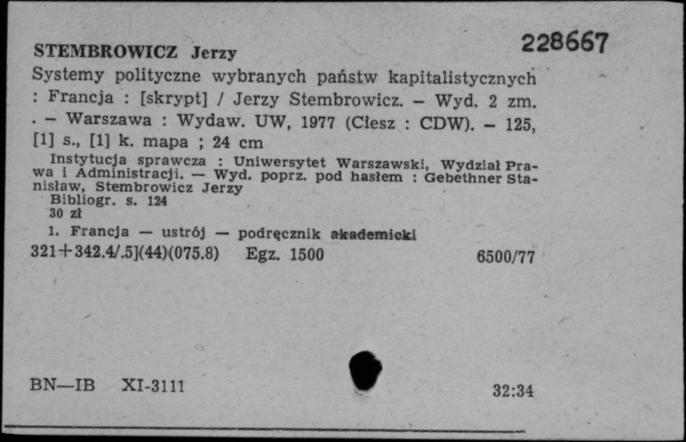 228667
STEMBROWICZ Jerzy
Systemy polityczne wybranych państw kapitalistycznych
: Francja : [skrypt] / Jerzy Stembrowicz. — Wyd. 2 zm.
. — Warszawa : Wydaw. UW, 1977 (Ciesz : CDW). — 125,
[1] s., [1] k. mapa ; 24 cm
Instytucja sprawcza : Uniwersytet Warszawski, Wydział Pra-
wa i Administracji. — Wyd. poprz. pod hasłem : Gebethner Sta-
nisław, Stembrowicz Jerzy
Bibliogr. s. 124
30 zł
1. Francja — ustrój — podręcznik akademicki
321+342.4/.5](44)(075.8) Egz. 1500 6500/77
BN—IB XI-3111 32:34